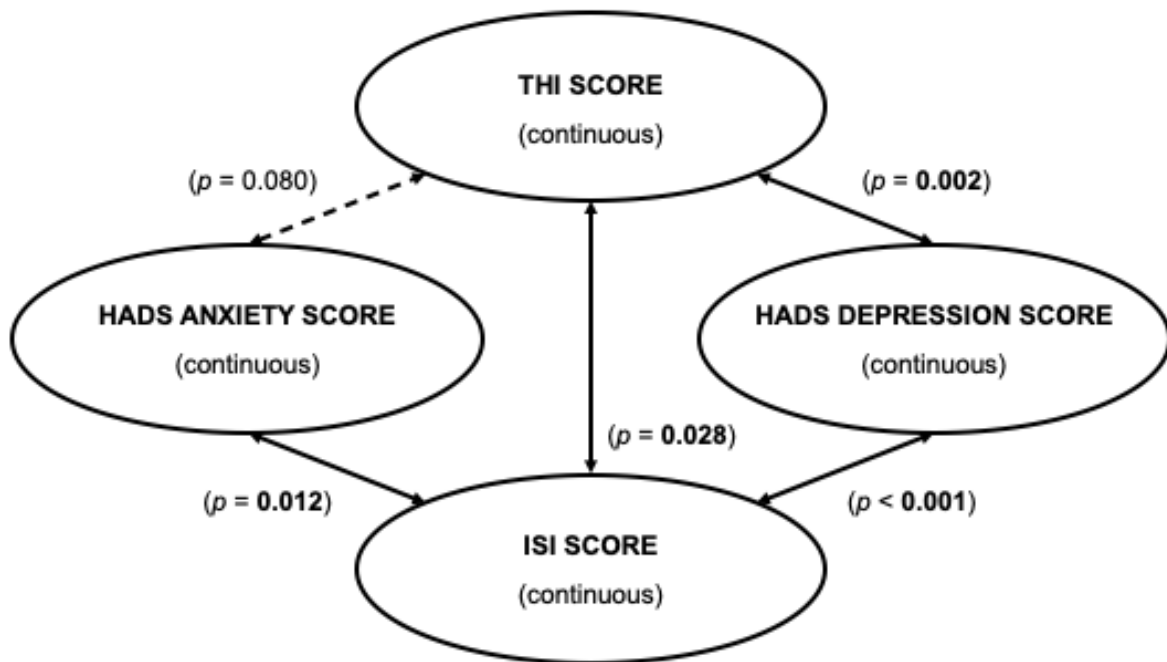 THI SCORE
(continuous)
(p = 0.080)
(p = 0.002)
HADS ANXIETY SCORE
(continuous)
HADS DEPRESSION SCORE
(continuous)
(p = 0.028)
(p = 0.012)
(p < 0.001)
ISI SCORE
(continuous)